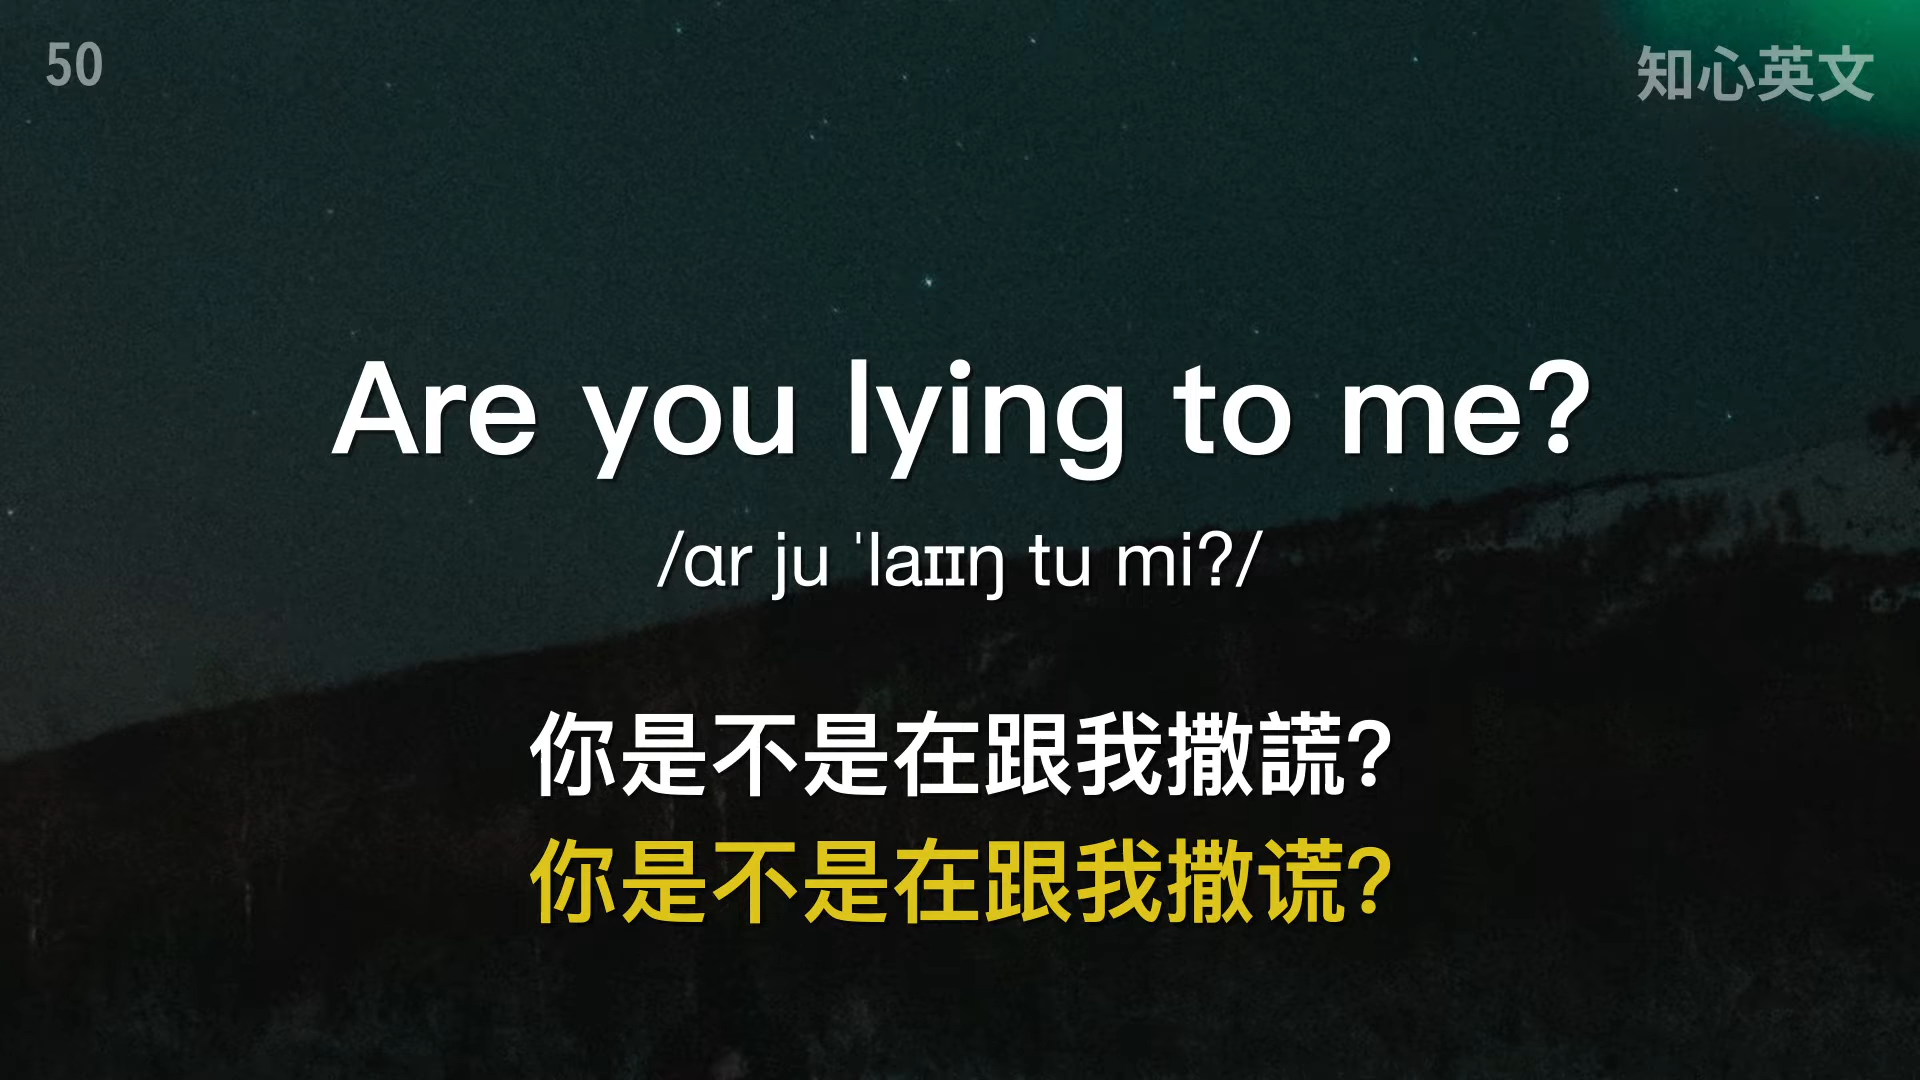 50
知心英文
Are you lying to me?
/ɑr ju ˈlaɪɪŋ tu mi?/
你是不是在跟我撒謊?
你是不是在跟我撒谎?